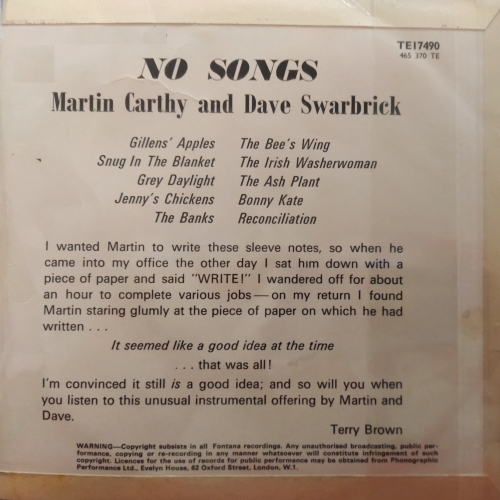 TE17490
465 370 TE
NO SONGS
Martin Carthy and Dave Swarbrick
Gillens' Apples The Bee's Wing
Snug In The Blanket The Irish Washerwoman
Grey Daylight The Ash Plant
Jenny's Chickens Bonny Kate
The Banks Reconciliation
I wanted Martin to write these sleeve notes, so when he
came into my office the other day I sat him down with a
piece of paper and said "WRITE!" I wandered off for about
an hour to complete various jobs — on my return I found
Martin staring glumly at the piece of paper on which he had
written . . .
It seemed like a good idea at the time
. . . that was all !
I'm convinced it still is a good idea; and so will you when
you listen to this unusual instrumental offering by Martin and
Dave.
Terry Brown
WARNING—Copyright subsists in all Fontana recordings. Any unauthorised broadcasting, public per-
formance, copying or re-recording in any manner whatsoever will constitute infringement of such
copyright. Licences for the use of records for public performance may be obtained from Phonographic
Performance Ltd., Evelyn House, 62 Oxford Street, London, W.1.